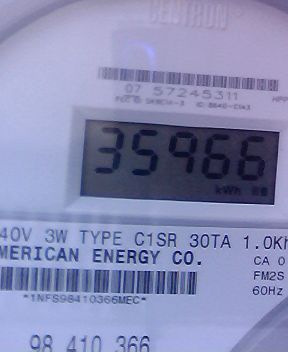 CENTRON®
07 57245311
35966
kWh
40V 3W TYPE C1SR 30TA 1.0Kh
MERICAN ENERGY CO.
CA 0
FM2S
60Hz
*1NFS98410366MEC*
98 410 366